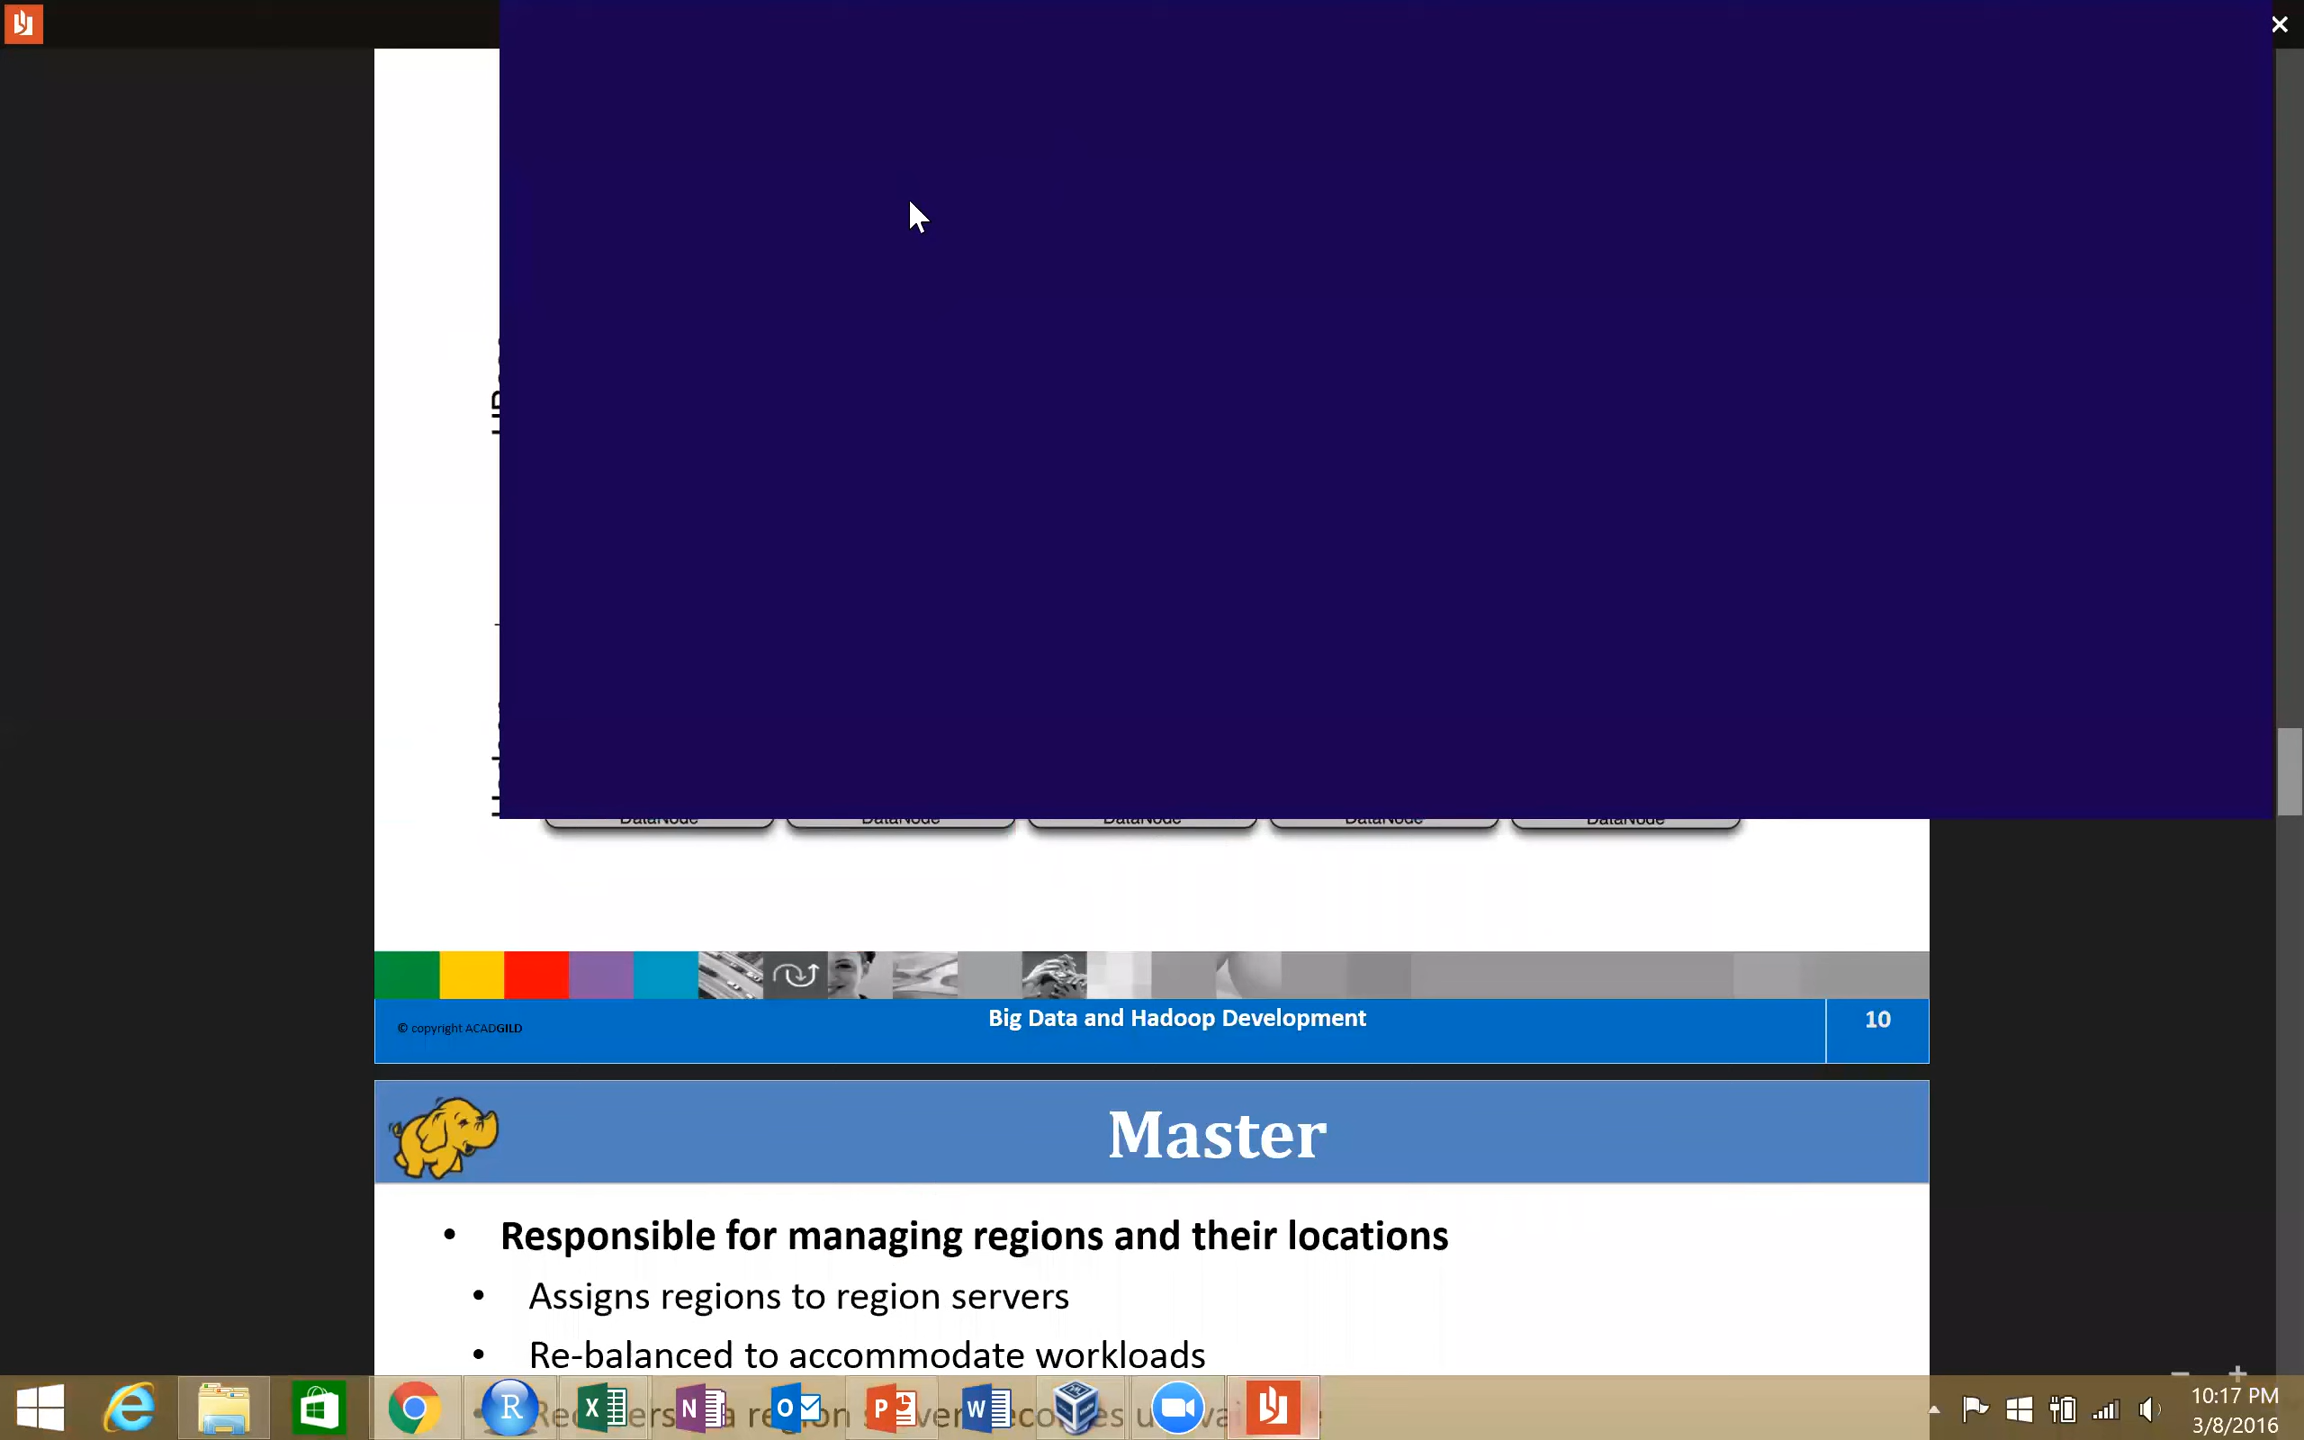 DataNode DataNode DataNode DataNode DataNode
© copyright ACADGILD
Big Data and Hadoop Development
10
Master
• Responsible for managing regions and their locations
• Assigns regions to region servers
• Re-balanced to accommodate workloads
10:17 PM
3/8/2016